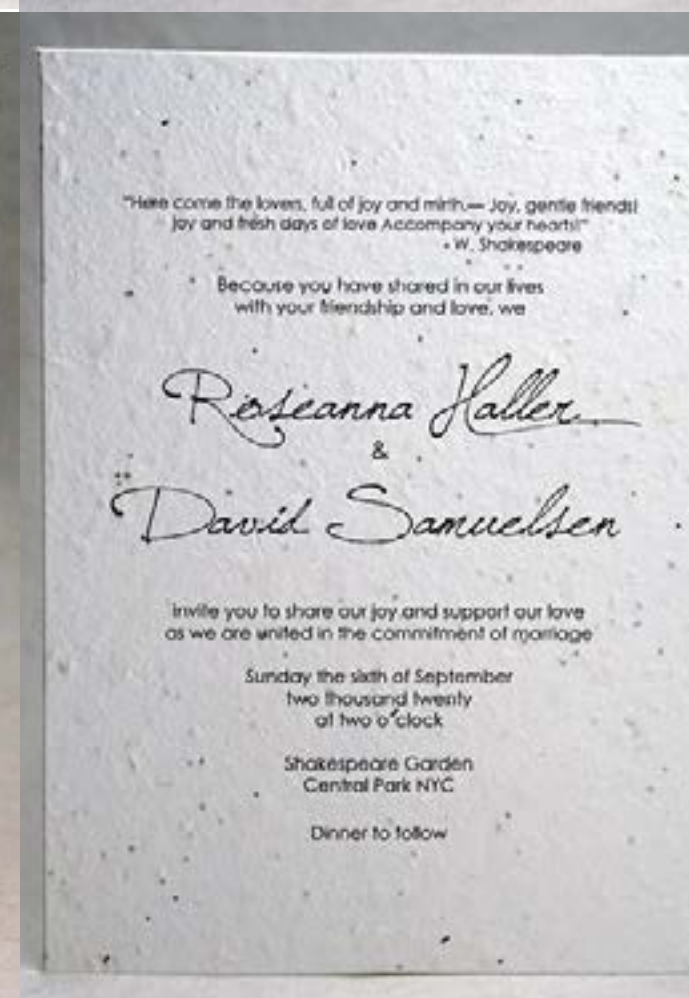 "Here come the lovers, full of joy and mirth.— Joy, gentle friends!
joy and fresh days of love Accompany your hearts!"
- W. Shakespeare
Because you have shared in our lives
with your friendship and love, we
Roseanna Haller
&
David Samuelsen
invite you to share our joy and support our love
as we are united in the commitment of marriage
Sunday the sixth of September
two thousand twenty
at two o'clock
Shakespeare Garden
Central Park NYC
Dinner to follow